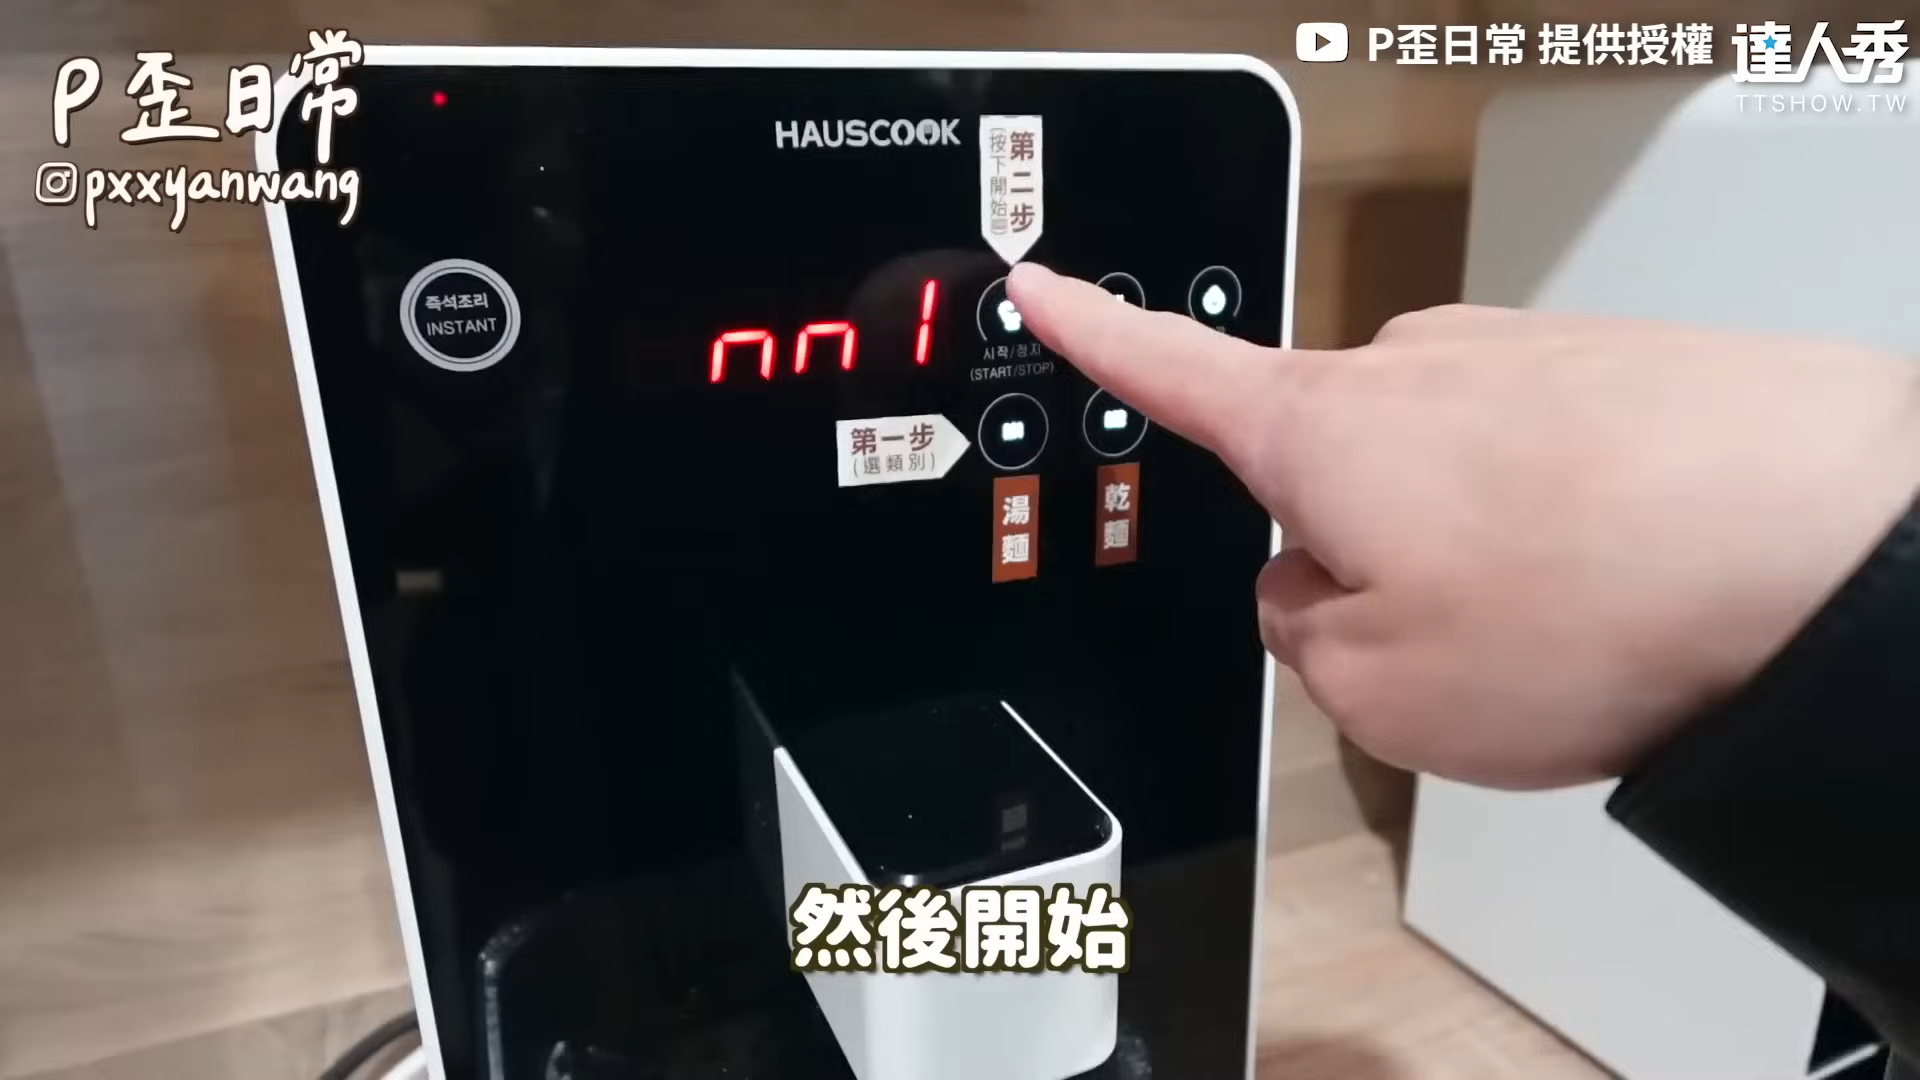 P歪日常
pxxyanwang
P歪日常 提供授權
達人秀
TTSHOW.TW
HAUSCOOK
第二步
(按下開始
즉석조리
INSTANT
시작/정지
(START/STOP)
第一步
(選類別)
湯麵
乾麵
然後開始